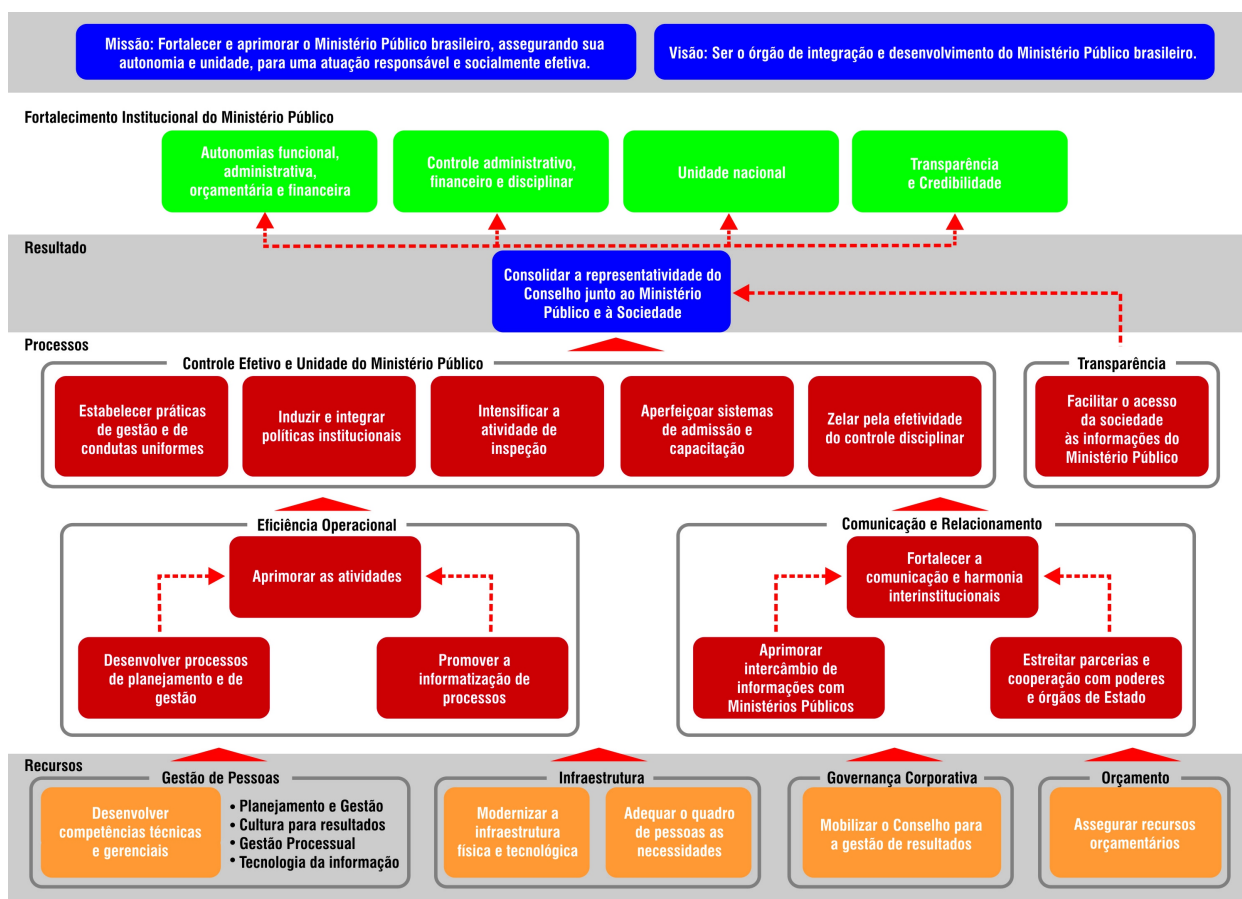 Missão: Fortalecer e aprimorar o Ministério Público brasileiro, assegurando sua
autonomia e unidade, para uma atuação responsável e socialmente efetiva.
Visão: Ser o órgão de integração e desenvolvimento do Ministério Público brasileiro.
Fortalecimento Institucional do Ministério Público
Autonomias funcional,
administrativa,
orçamentária e financeira
Controle administrativo,
financeiro e disciplinar
Unidade nacional
Transparência
e Credibilidade
Resultado
Consolidar a representatividade do
Conselho junto ao Ministério
Público e à Sociedade
Processos
Controle Efetivo e Unidade do Ministério Público
Estabelecer práticas
de gestão e de
condutas uniformes
Induzir e integrar
políticas institucionais
Intensificar a
atividade de
inspeção
Aperfeiçoar sistemas
de admissão e
capacitação
Zelar pela efetividade
do controle disciplinar
Transparência
Facilitar o acesso
da sociedade
às informações do
Ministério Público
Eficiência Operacional
Aprimorar as atividades
Desenvolver processos
de planejamento e de
gestão
Promover a
informatização de
processos
Comunicação e Relacionamento
Fortalecer a
comunicação e harmonia
interinstitucionais
Aprimorar
intercâmbio de
informações com
Ministérios Públicos
Estreitar parcerias e
cooperação com poderes
e órgãos de Estado
Recursos
Gestão de Pessoas
Desenvolver
competências técnicas
e gerenciais
• Planejamento e Gestão
• Cultura para resultados
• Gestão Processual
• Tecnologia da informação
Infraestrutura
Modernizar a
infraestrutura
física e tecnológica
Adequar o quadro
de pessoas as
necessidades
Governança Corporativa
Mobilizar o Conselho para
a gestão de resultados
Orçamento
Assegurar recursos
orçamentários